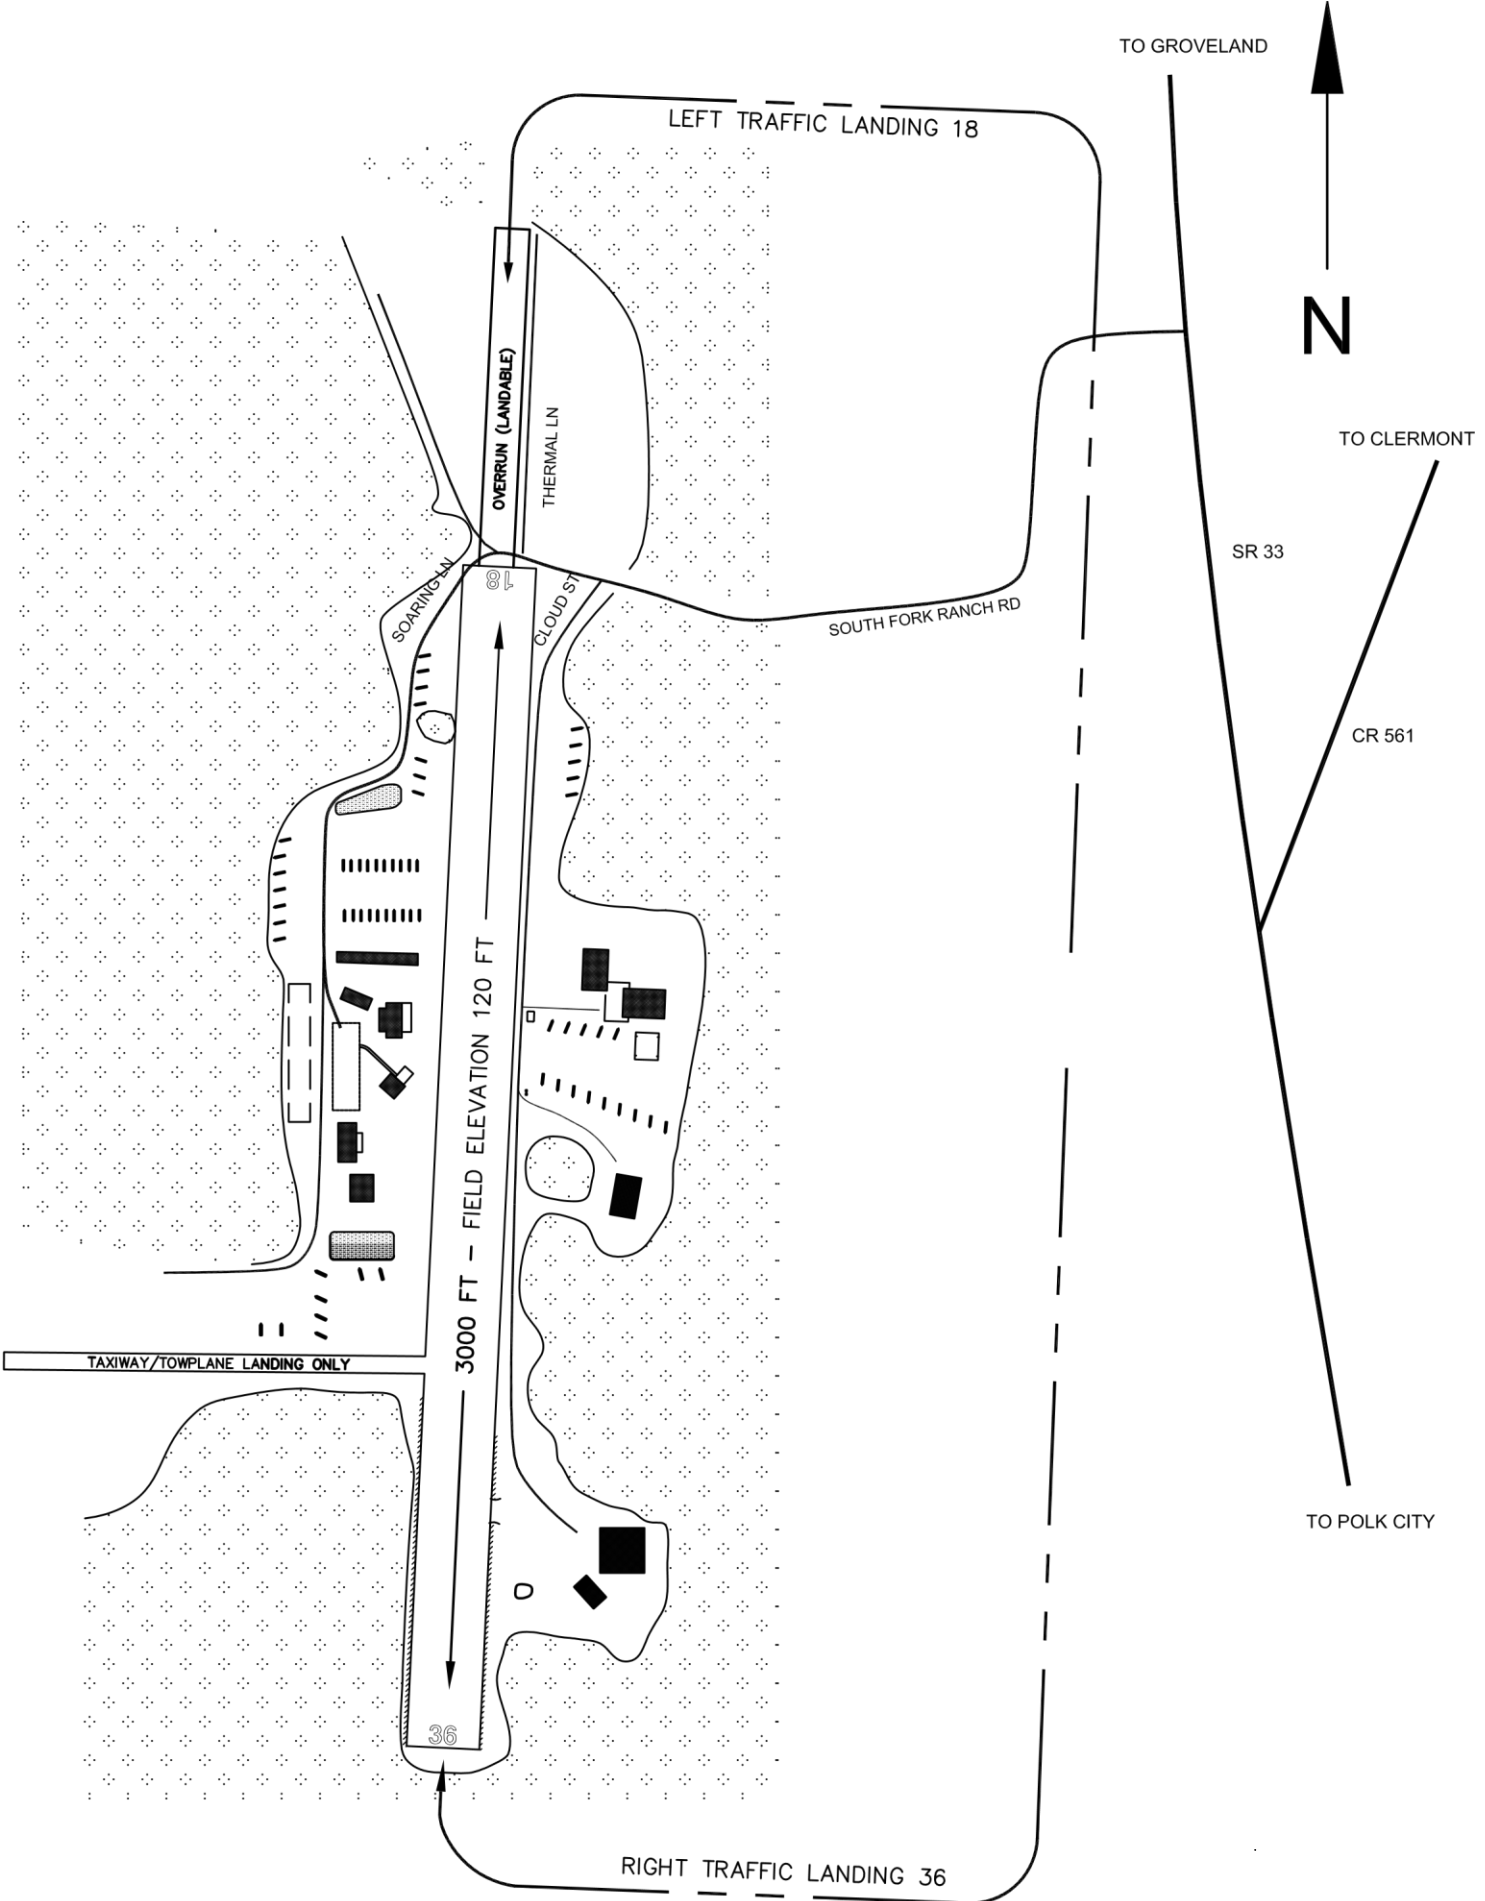 TO GROVELAND
LEFT TRAFFIC LANDING 18
N
OVERRUN (LANDABLE)
THERMAL LN
TO CLERMONT
SR 33
SOARING LN
18
CLOUD ST
SOUTH FORK RANCH RD
CR 561
3000 FT - FIELD ELEVATION 120 FT
TAXIWAY/TOWPLANE LANDING ONLY
TO POLK CITY
36
RIGHT TRAFFIC LANDING 36